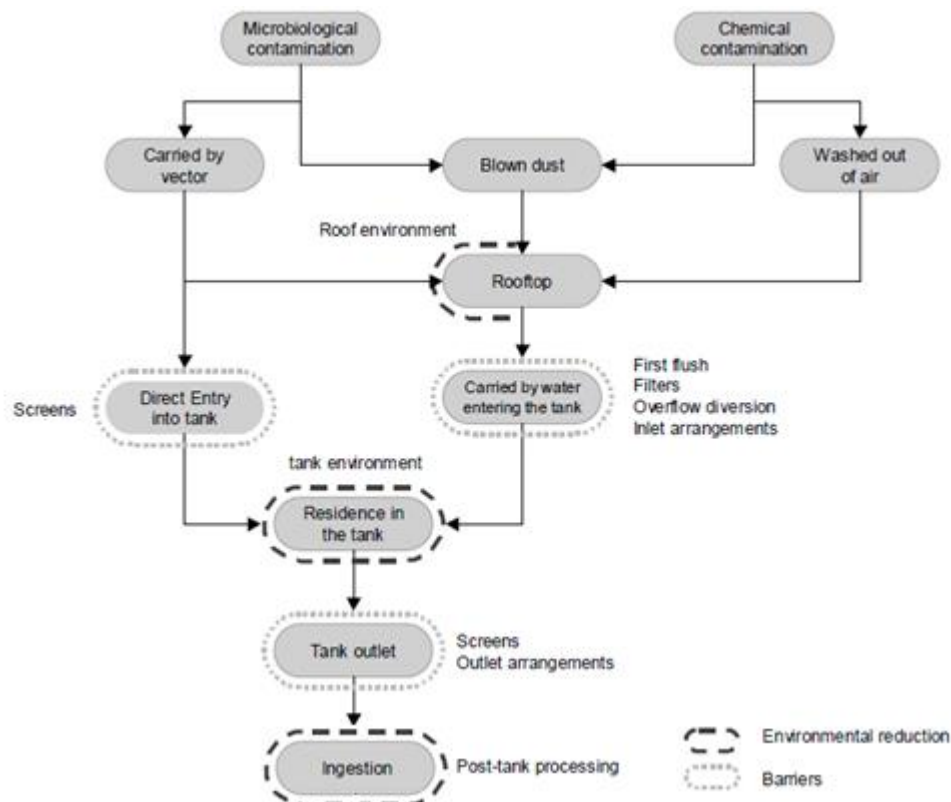 Microbiological
contamination
Chemical
contamination
Carried by
vector
Blown dust
Washed out
of air
Roof environment
Rooftop
Screens
Direct Entry
into tank
Carried by water
entering the tank
First flush
Filters
Overflow diversion
Inlet arrangements
tank environment
Residence in
the tank
Tank outlet
Screens
Outlet arrangements
Ingestion
Post-tank processing
Environmental reduction
Barriers